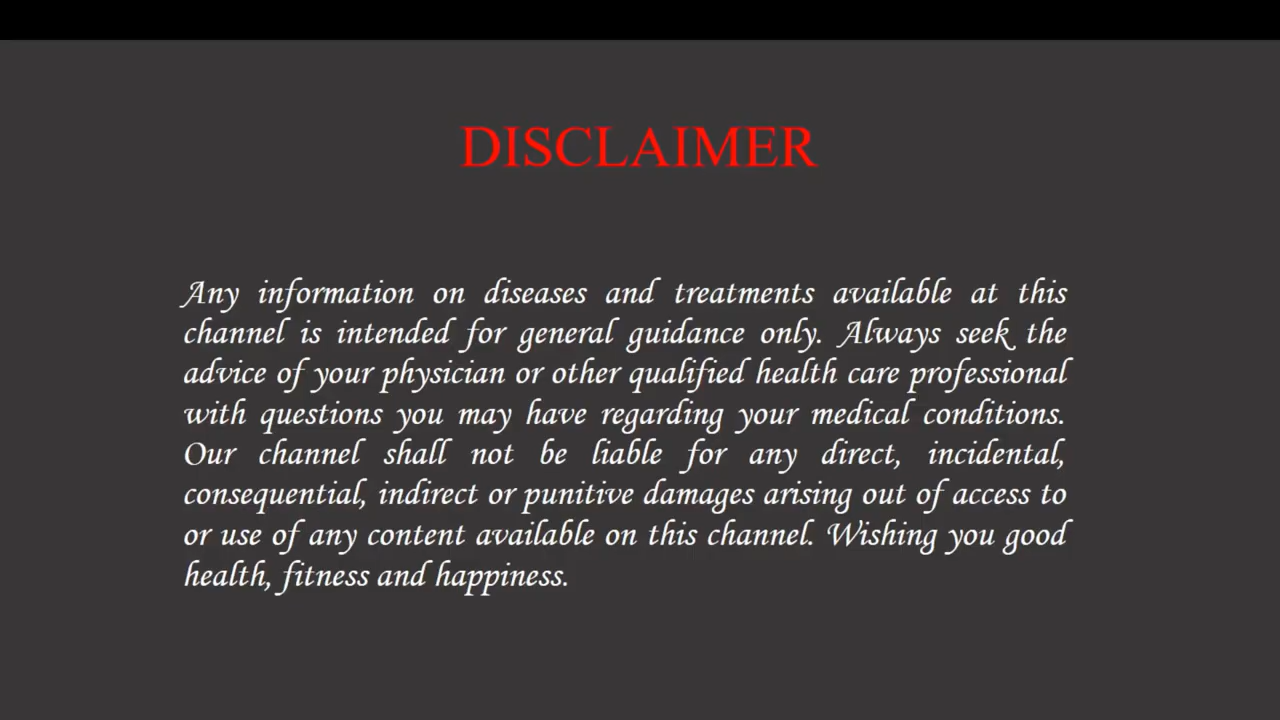 DISCLAIMER
Any information on diseases and treatments available at this
channel is intended for general guidance only. Always seek the
advice of your physician or other qualified health care professional
with questions you may have regarding your medical conditions.
Our channel shall not be liable for any direct, incidental,
consequential, indirect or punitive damages arising out of access to
or use of any content available on this channel. Wishing you good
health, fitness and happiness.